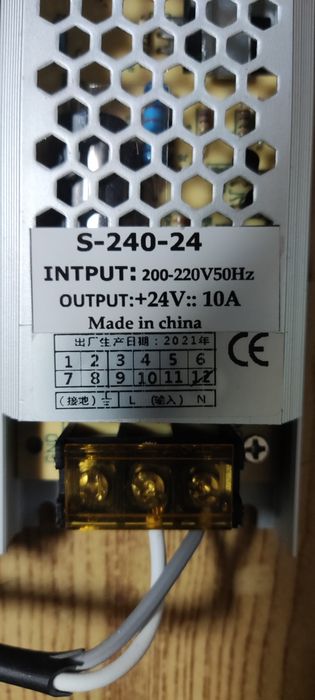 S-240-24
INTPUT: 200-220V50Hz
OUTPUT:+24V:: 10A
Made in china
出厂生产日期:2021年
1 2 3 4 5 6
7 8 9 10 11 12
CE
(接地) ⏚ L (输入) N